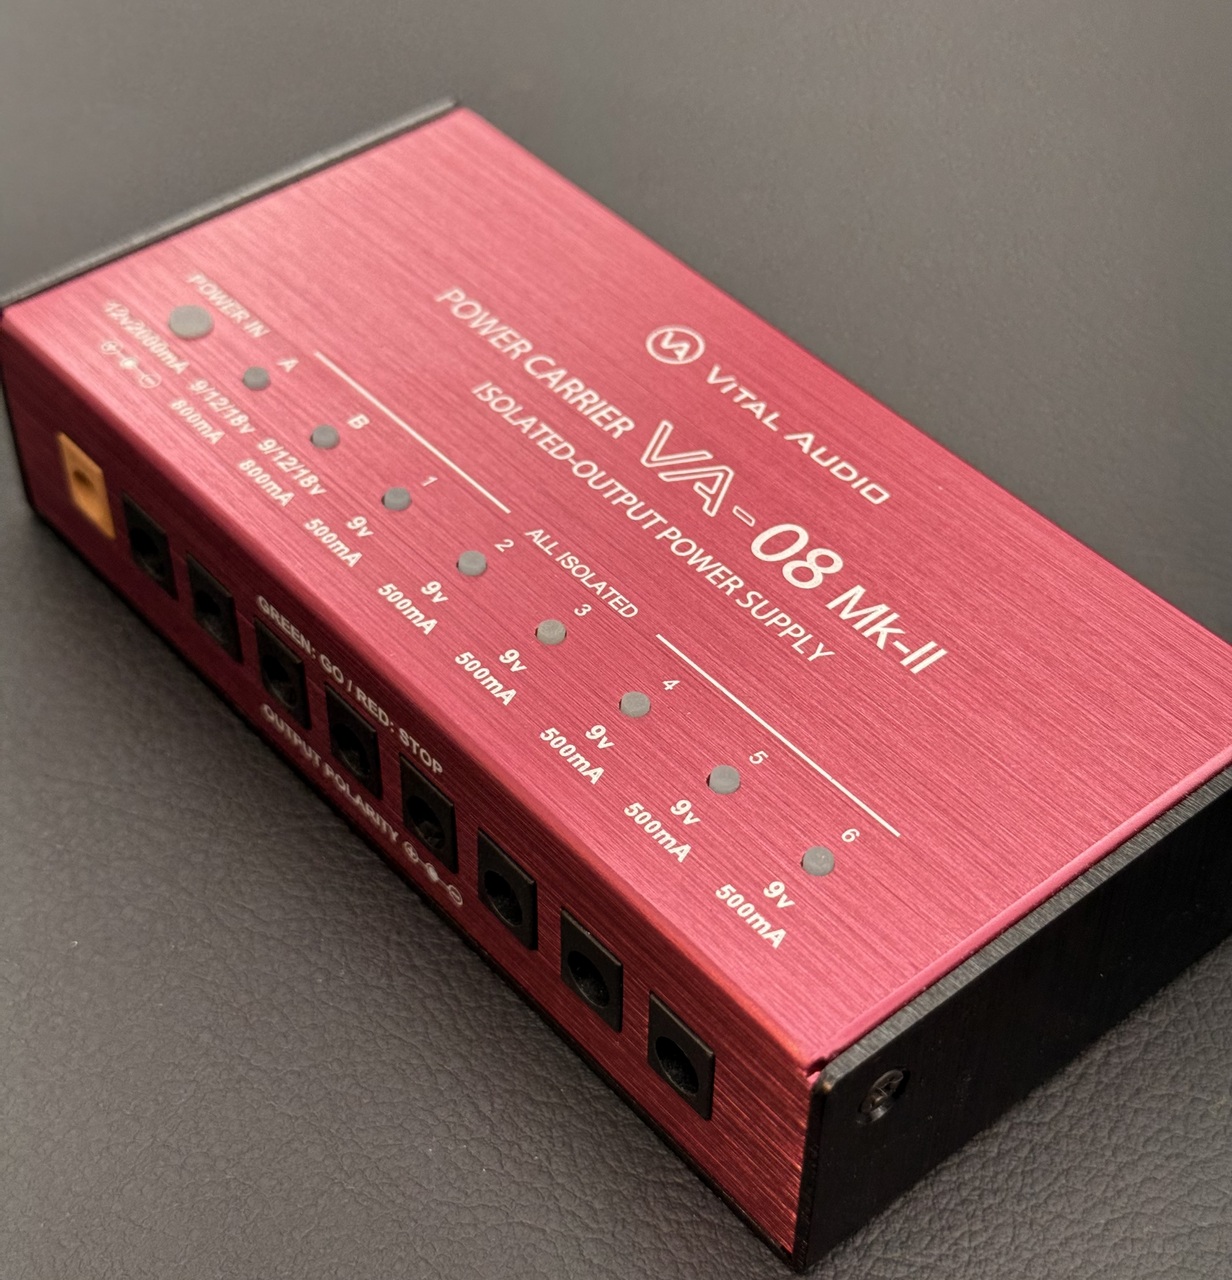 VA VITAL AUDIO
POWER CARRIER VA-08 Mk-II
ISOLATED-OUTPUT POWER SUPPLY
ALL ISOLATED
POWER IN
12v2000mA
A
9/12/18v
800mA
B
9/12/18v
800mA
1
9v
500mA
2
9v
500mA
3
9v
500mA
4
9v
500mA
5
9v
500mA
6
9v
500mA
GREEN: GO / RED: STOP
OUTPUT POLARITY